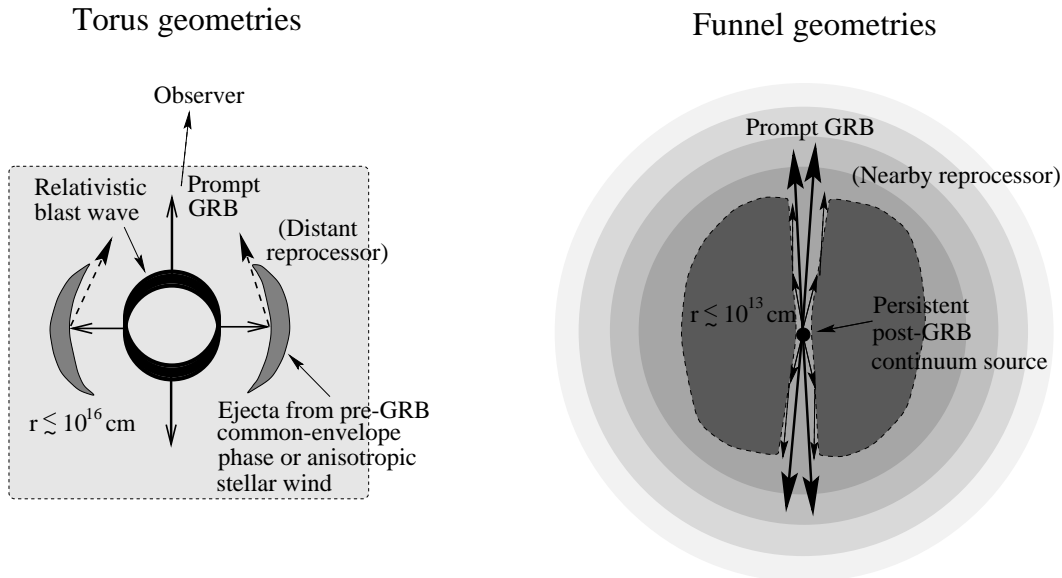 Torus geometries
Observer
Relativistic
blast wave
Prompt
GRB
(Distant
reprocessor)
r ≲ 10^16 cm
Ejecta from pre-GRB
common-envelope
phase or anisotropic
stellar wind
Funnel geometries
Prompt GRB
(Nearby reprocessor)
r ≲ 10^13 cm
Persistent
post-GRB
continuum source